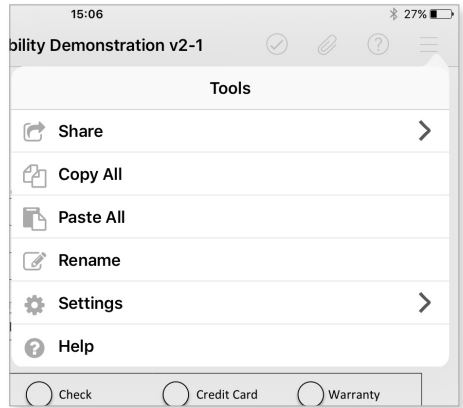 15:06 27%
bility Demonstration v2-1
Tools
Share
Copy All
Paste All
Rename
Settings
Help
Check Credit Card Warranty